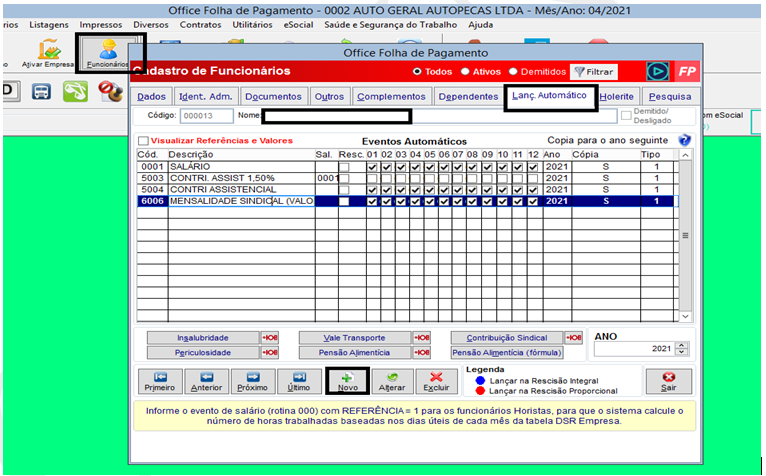 Office Folha de Pagamento - 0002 AUTO GERAL AUTOPECAS LTDA - Mês/Ano: 04/2021
rios Listagens Impressos Diversos Contratos Utilitários eSocial Saúde e Segurança do Trabalho Ajuda
Ativar Empresa Funcionários
Office Folha de Pagamento
Cadastro de Funcionários Todos Ativos Demitidos Filtrar FP
Dados Ident. Adm. Documentos Outros Complementos Dependentes Lanç. Automático Holerite Pesquisa
Código: 000013 Nome: Demitido/
Desligado
om eSocial
Visualizar Referências e Valores Eventos Automáticos Copia para o ano seguinte
Cód. Descrição Sal. Resc. 01 02 03 04 05 06 07 08 09 10 11 12 Ano Cópia Tipo
0001 SALÁRIO 2021 S 1
5003 CONTRI. ASSIST 1,50% 0001 2021 S 1
5004 CONTRI ASSISTENCIAL 2021 S 1
6006 MENSALIDADE SINDICAL (VALO 2021 S 1
Insalubridade IOB Vale Transporte IOB Contribuição Sindical IOB ANO
Periculosidade IOB Pensão Alimentícia IOB Pensão Alimentícia (fórmula) 2021
Primeiro Anterior Próximo Último Novo Alterar Excluir Sair
Legenda
Lançar na Rescisão Integral
Lançar na Rescisão Proporcional
Informe o evento de salário (rotina 000) com REFERÊNCIA = 1 para os funcionários Horistas, para que o sistema calcule o
número de horas trabalhadas baseadas nos dias úteis de cada mês da tabela DSR Empresa.